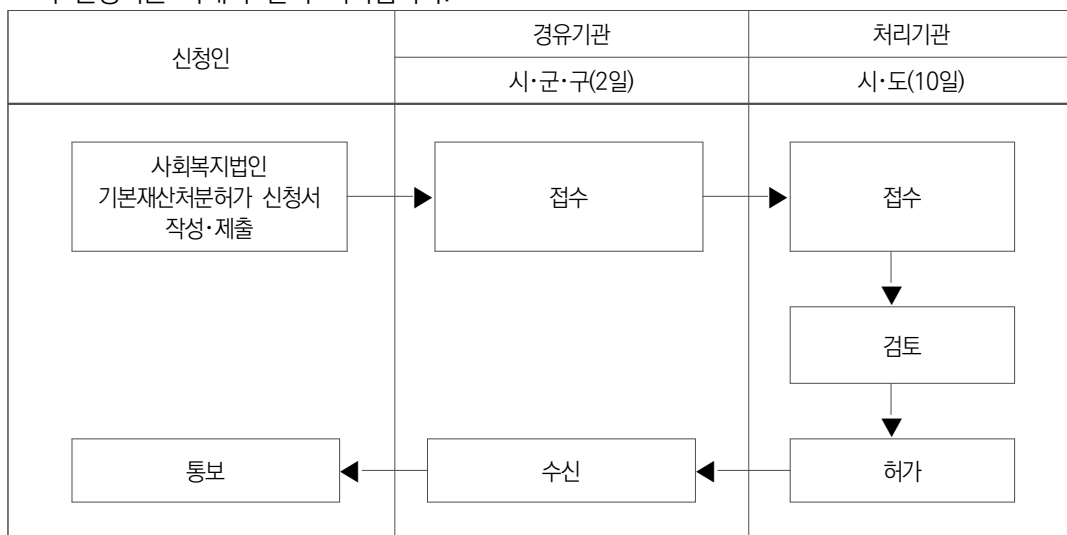 신청인
경유기관
처리기관
시·군·구(2일)
시·도(10일)
사회복지법인
기본재산처분허가 신청서
작성·제출
접수
접수
검토
통보
수신
허가